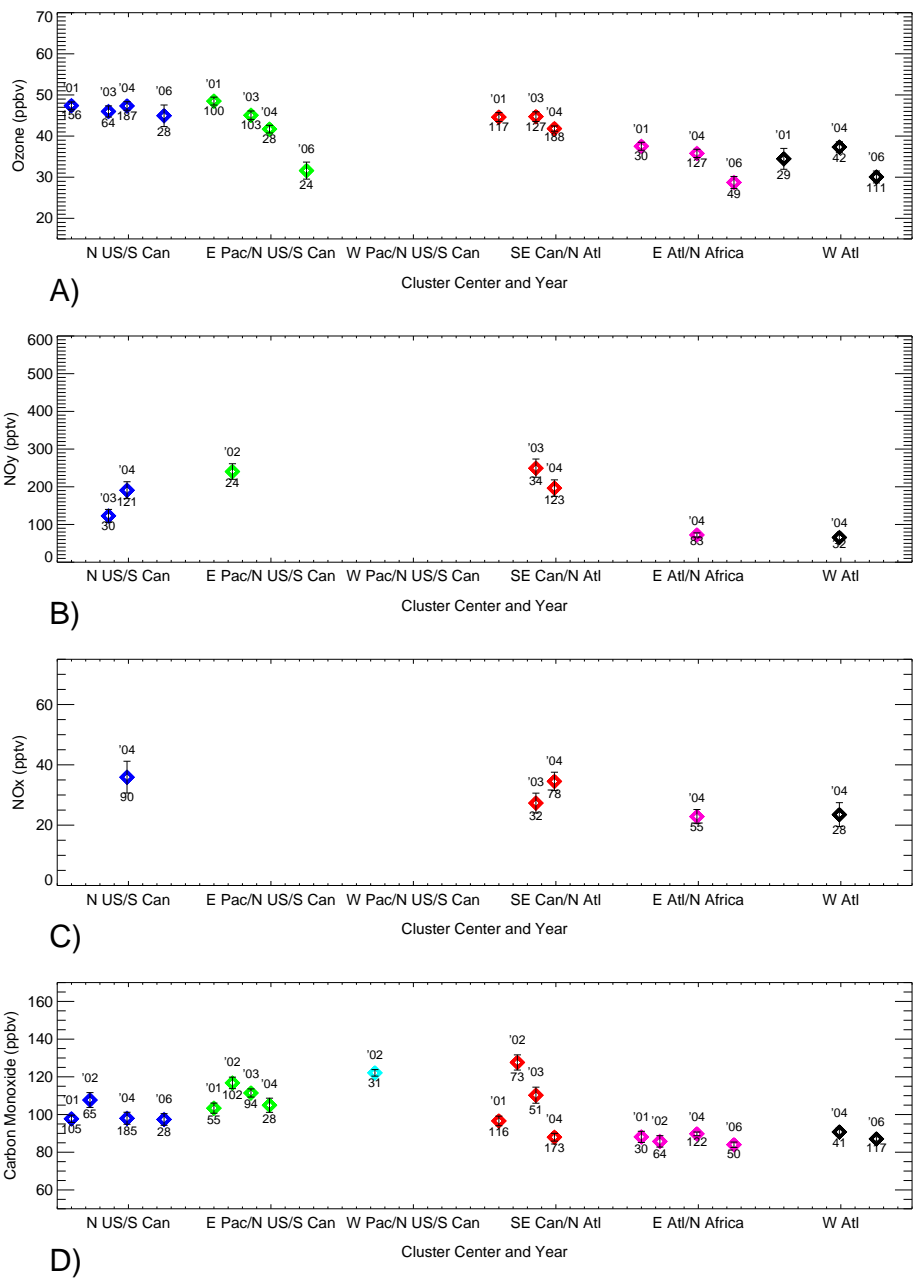 70
60
50
40
30
20
Ozone (ppbv)
'01 '03 '04 '06 '01 '03 '04 '06 '01 '03 '04 '01 '04 '06 '01 '04 '06
156 64 187 28 100 103 28 24 117 127 188 30 127 49 29 42 111
N US/S Can E Pac/N US/S Can W Pac/N US/S Can SE Can/N Atl E Atl/N Africa W Atl
Cluster Center and Year
A)
600
500
400
300
200
100
0
NOy (pptv)
'03 '04 '02 '03 '04 '04 '04
30 121 24 34 123 83 32
N US/S Can E Pac/N US/S Can W Pac/N US/S Can SE Can/N Atl E Atl/N Africa W Atl
Cluster Center and Year
B)
60
40
20
0
NOx (pptv)
'04 '03 '04 '04 '04
90 32 78 55 28
N US/S Can E Pac/N US/S Can W Pac/N US/S Can SE Can/N Atl E Atl/N Africa W Atl
Cluster Center and Year
C)
160
140
120
100
80
60
Carbon Monoxide (ppbv)
'01 '02 '04 '06 '01 '02 '03 '04 '02 '01 '02 '03 '04 '01 '02 '04 '06 '04 '06
105 65 185 28 55 102 94 28 31 116 73 51 173 30 64 122 50 41 117
N US/S Can E Pac/N US/S Can W Pac/N US/S Can SE Can/N Atl E Atl/N Africa W Atl
Cluster Center and Year
D)